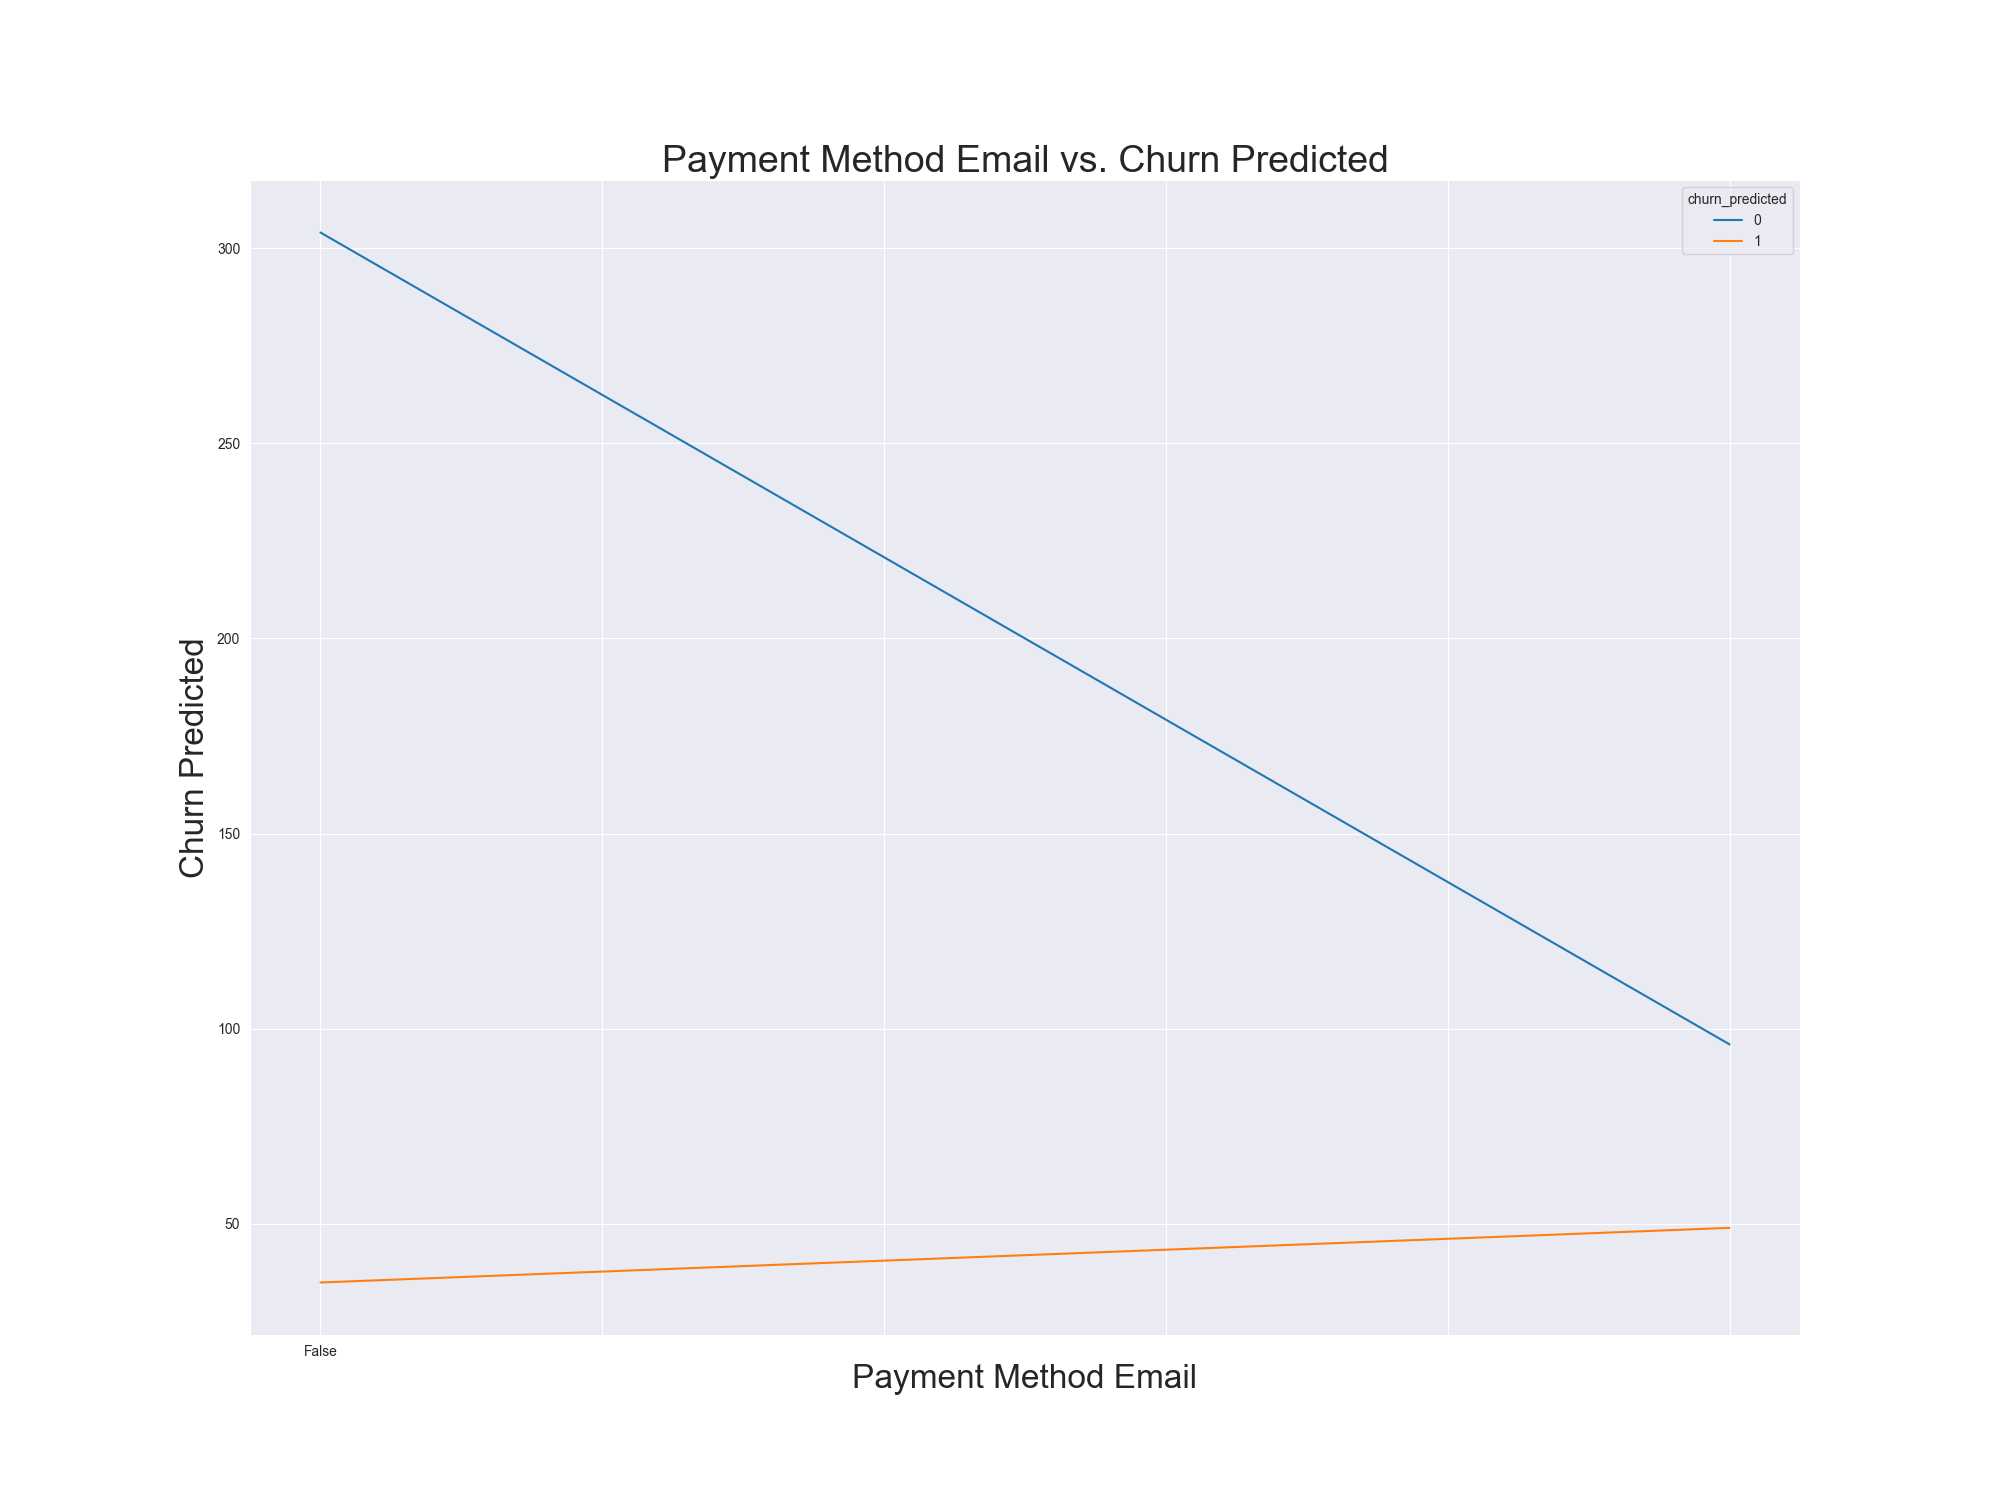 Payment Method Email vs. Churn Predicted
churn_predicted
0
1
300
250
200
150
100
50
Churn Predicted
False
Payment Method Email